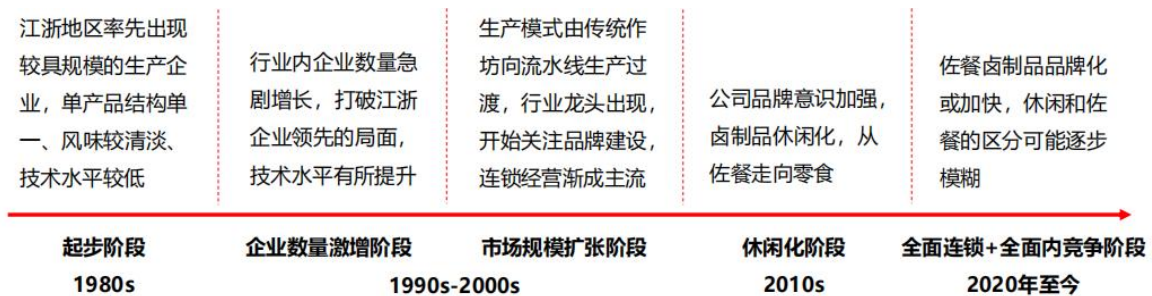 江浙地区率先出现
较具规模的生产企
业，单产品结构单
一、风味较清淡、
技术水平较低
行业内企业数量急
剧增长，打破江浙
企业领先的局面，
技术水平有所提升
生产模式由传统作
坊向流水线生产过
渡，行业龙头出现，
开始关注品牌建设，
连锁经营渐成主流
公司品牌意识加强，
卤制品休闲化，从
佐餐走向零食
佐餐卤制品品牌化
或加快，休闲和佐
餐的区分可能逐步
模糊
起步阶段
1980s
企业数量激增阶段
市场规模扩张阶段
1990s-2000s
休闲化阶段
2010s
全面连锁+全面内竞争阶段
2020年至今